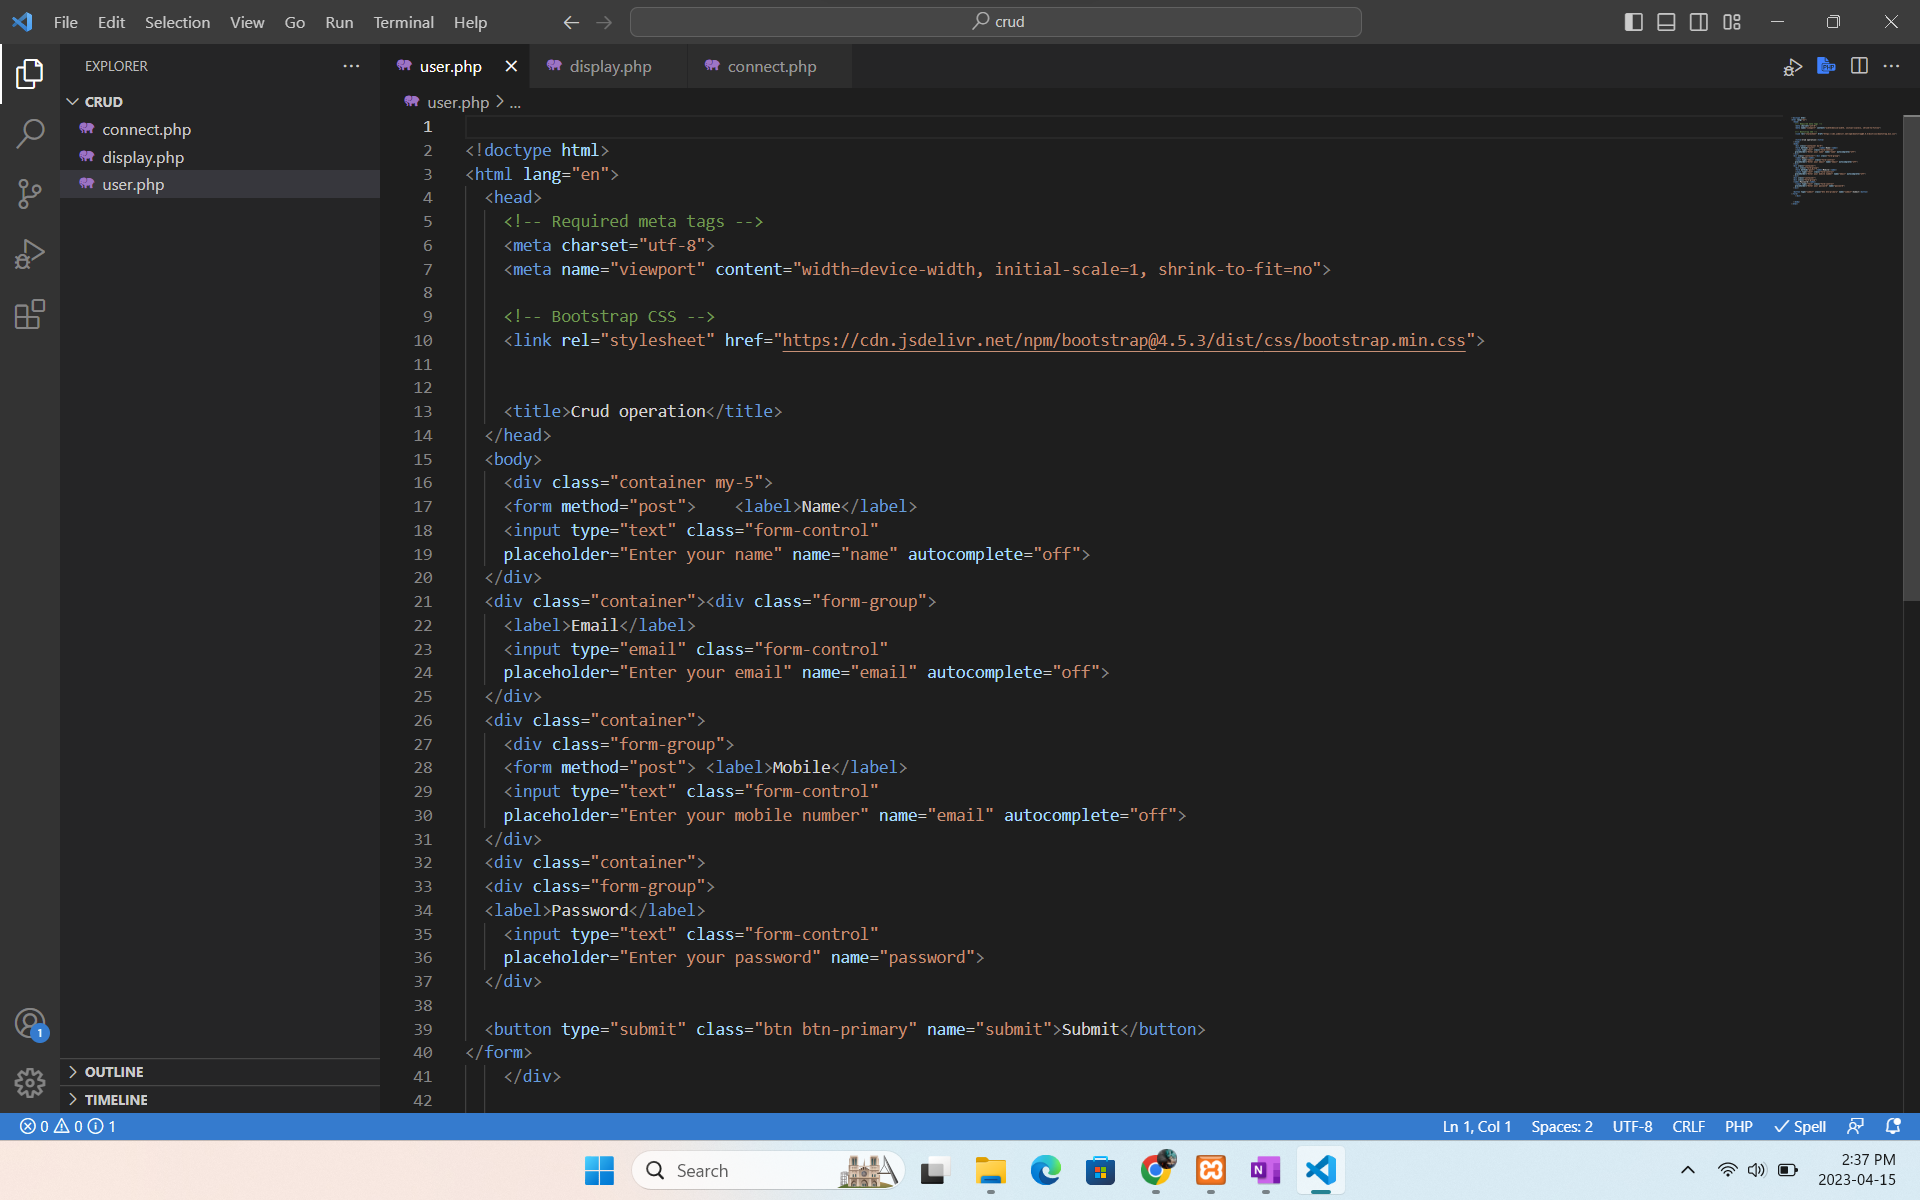 File Edit Selection View Go Run Terminal Help
crud
EXPLORER
CRUD
connect.php
display.php
user.php
OUTLINE
TIMELINE
user.php display.php connect.php
user.php > ...
1
2 <!doctype html>
3 <html lang="en">
4 <head>
5 <!-- Required meta tags -->
6 <meta charset="utf-8">
7 <meta name="viewport" content="width=device-width, initial-scale=1, shrink-to-fit=no">
8
9 <!-- Bootstrap CSS -->
10 <link rel="stylesheet" href="https://cdn.jsdelivr.net/npm/bootstrap@4.5.3/dist/css/bootstrap.min.css">
11
12
13 <title>Crud operation</title>
14 </head>
15 <body>
16 <div class="container my-5">
17 <form method="post"> <label>Name</label>
18 <input type="text" class="form-control"
19 placeholder="Enter your name" name="name" autocomplete="off">
20 </div>
21 <div class="container"><div class="form-group">
22 <label>Email</label>
23 <input type="email" class="form-control"
24 placeholder="Enter your email" name="email" autocomplete="off">
25 </div>
26 <div class="container">
27 <div class="form-group">
28 <form method="post"> <label>Mobile</label>
29 <input type="text" class="form-control"
30 placeholder="Enter your mobile number" name="email" autocomplete="off">
31 </div>
32 <div class="container">
33 <div class="form-group">
34 <label>Password</label>
35 <input type="text" class="form-control"
36 placeholder="Enter your password" name="password">
37 </div>
38
39 <button type="submit" class="btn btn-primary" name="submit">Submit</button>
40 </form>
41 </div>
42
1
0 0 1
Ln 1, Col 1 Spaces: 2 UTF-8 CRLF PHP Spell
Search
2:37 PM
2023-04-15